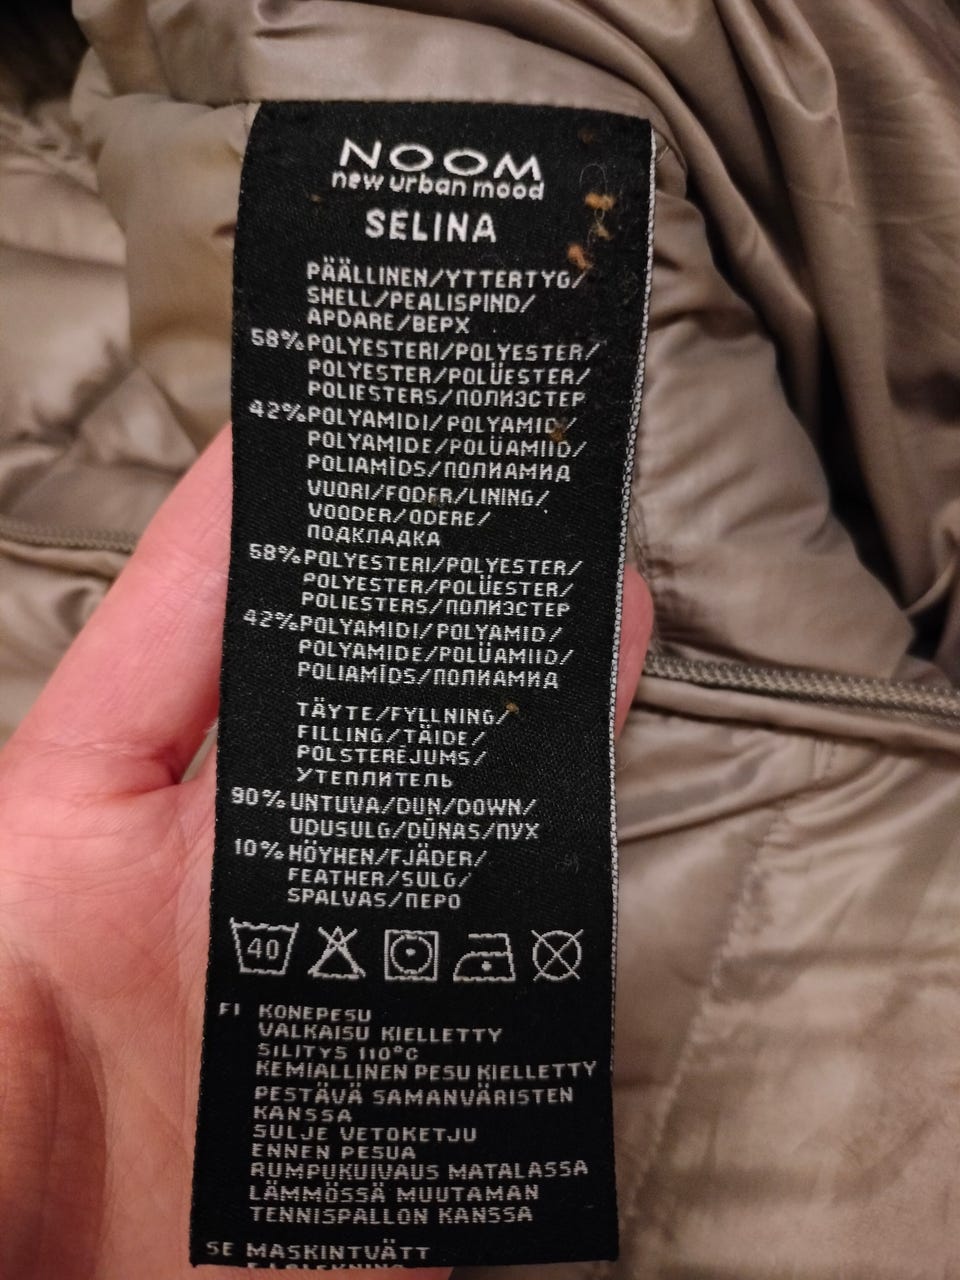 NOOM
new urban mood
SELINA
PÄÄLLINEN/YTTERTYG/
SHELL/PEALISPIND/
APDARE/ВЕРХ
58% POLYESTERI/POLYESTER/
POLYESTER/POLÜESTER/
POLIESTERS/ПОЛИЭСТЕР
42% POLYAMIDI/POLYAMID/
POLYAMIDE/POLÜAMIID/
POLIAMĪDS/ПОЛИАМИД
VUORI/FODER/LINING/
VOODER/ODERE/
ПОДКЛАДКА
58% POLYESTERI/POLYESTER/
POLYESTER/POLÜESTER/
POLIESTERS/ПОЛИЭСТЕР
42% POLYAMIDI/POLYAMID/
POLYAMIDE/POLÜAMIID/
POLIAMĪDS/ПОЛИАМИД
TÄYTE/FYLLNING/
FILLING/TÄIDE/
POLSTERĒJUMS/
УТЕПЛИТЕЛЬ
90% UNTUVA/DUN/DOWN/
UDUSULG/DŪNAS/ПУХ
10% HÖYHEN/FJÄDER/
FEATHER/SULG/
SPALVAS/ПЕРО
40
FI KONEPESU
VALKAISU KIELLETTY
SILITYS 110°C
KEMIALLINEN PESU KIELLETTY
PESTÄVÄ SAMANVÄRISTEN
KANSSA
SULJE VETOKETJU
ENNEN PESUA
RUMPUKUIVAUS MATALASSA
LÄMMÖSSÄ MUUTAMAN
TENNISPALLON KANSSA
SE MASKINTVÄTT